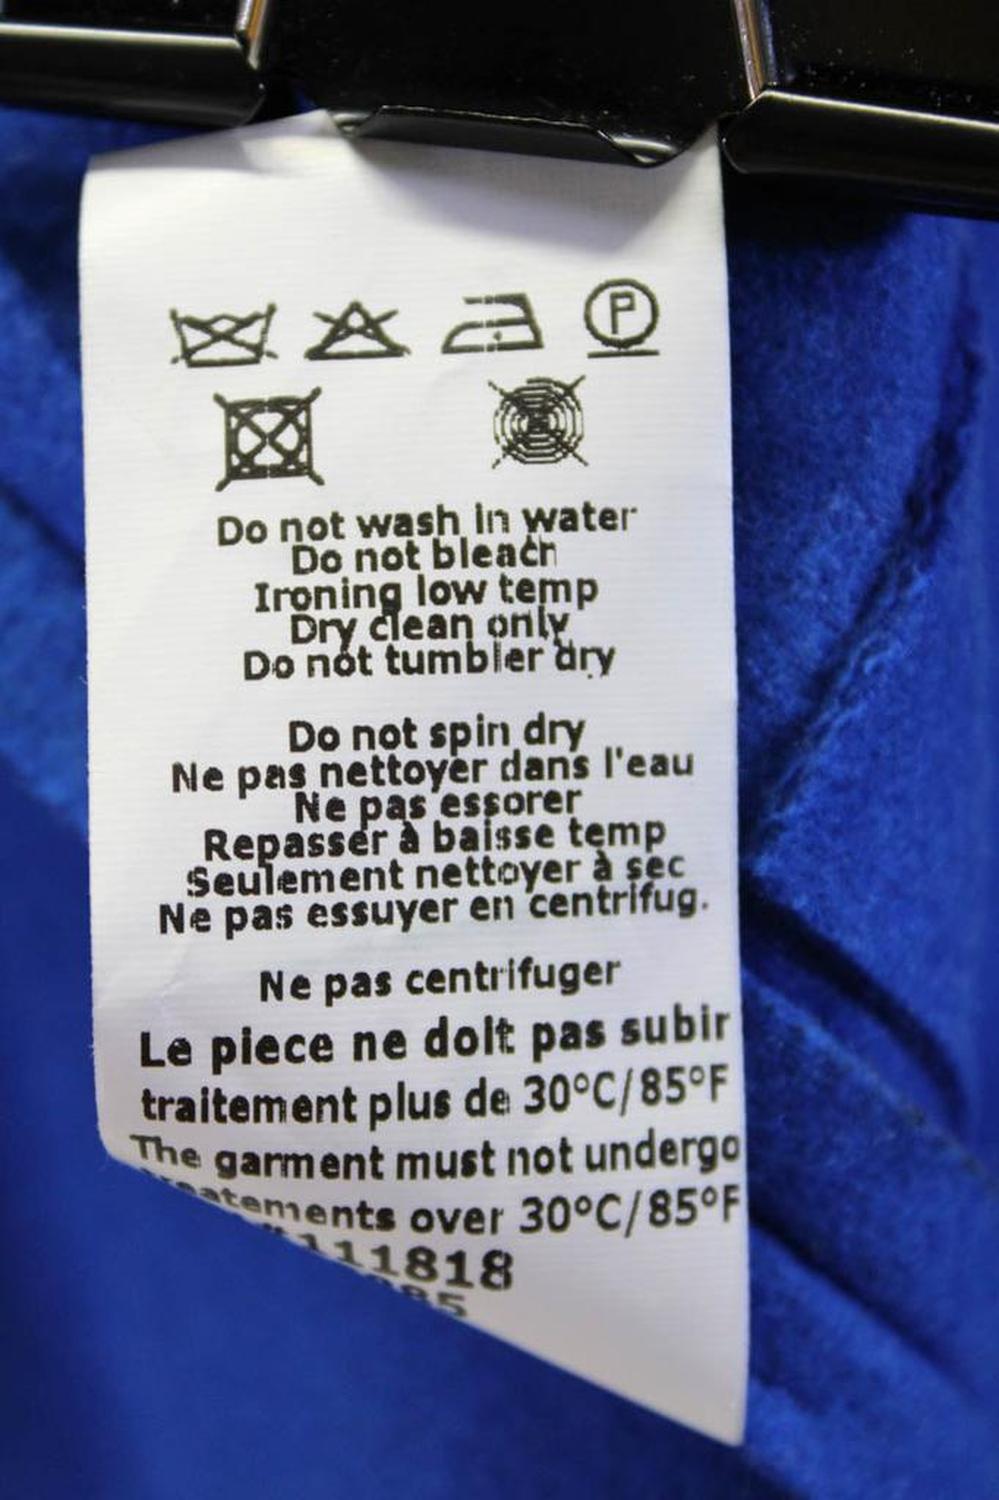 P
Do not wash in water
Do not bleach
Ironing low temp
Dry clean only
Do not tumbler dry
Do not spin dry
Ne pas nettoyer dans l'eau
Ne pas essorer
Repasser à baisse temp
Seulement nettoyer à sec
Ne pas essuyer en centrifug.
Ne pas centrifuger
Le piece ne doit pas subir
traitement plus de 30°C/85°F
The garment must not undergo
treatements over 30°C/85°F